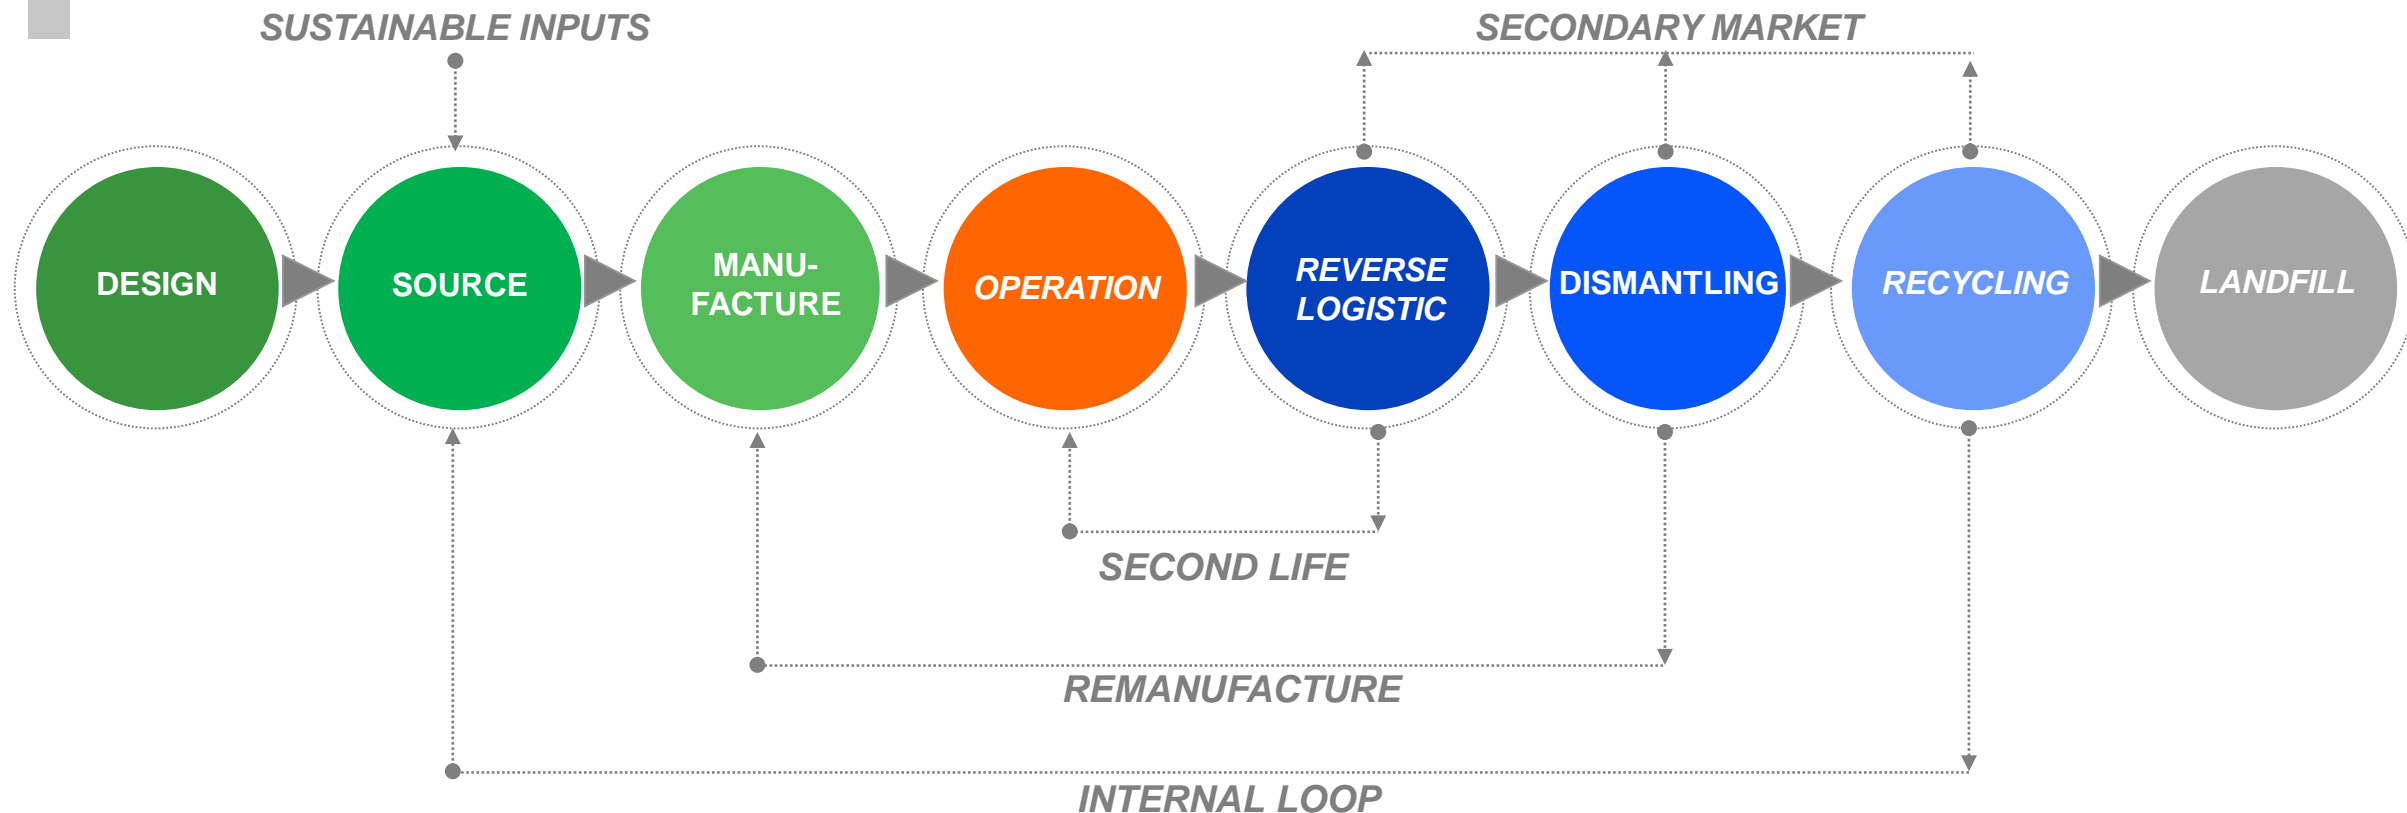 SUSTAINABLE INPUTS
SECONDARY MARKET
DESIGN
SOURCE
MANU-
FACTURE
OPERATION
REVERSE
LOGISTIC
DISMANTLING
RECYCLING
LANDFILL
SECOND LIFE
REMANUFACTURE
INTERNAL LOOP